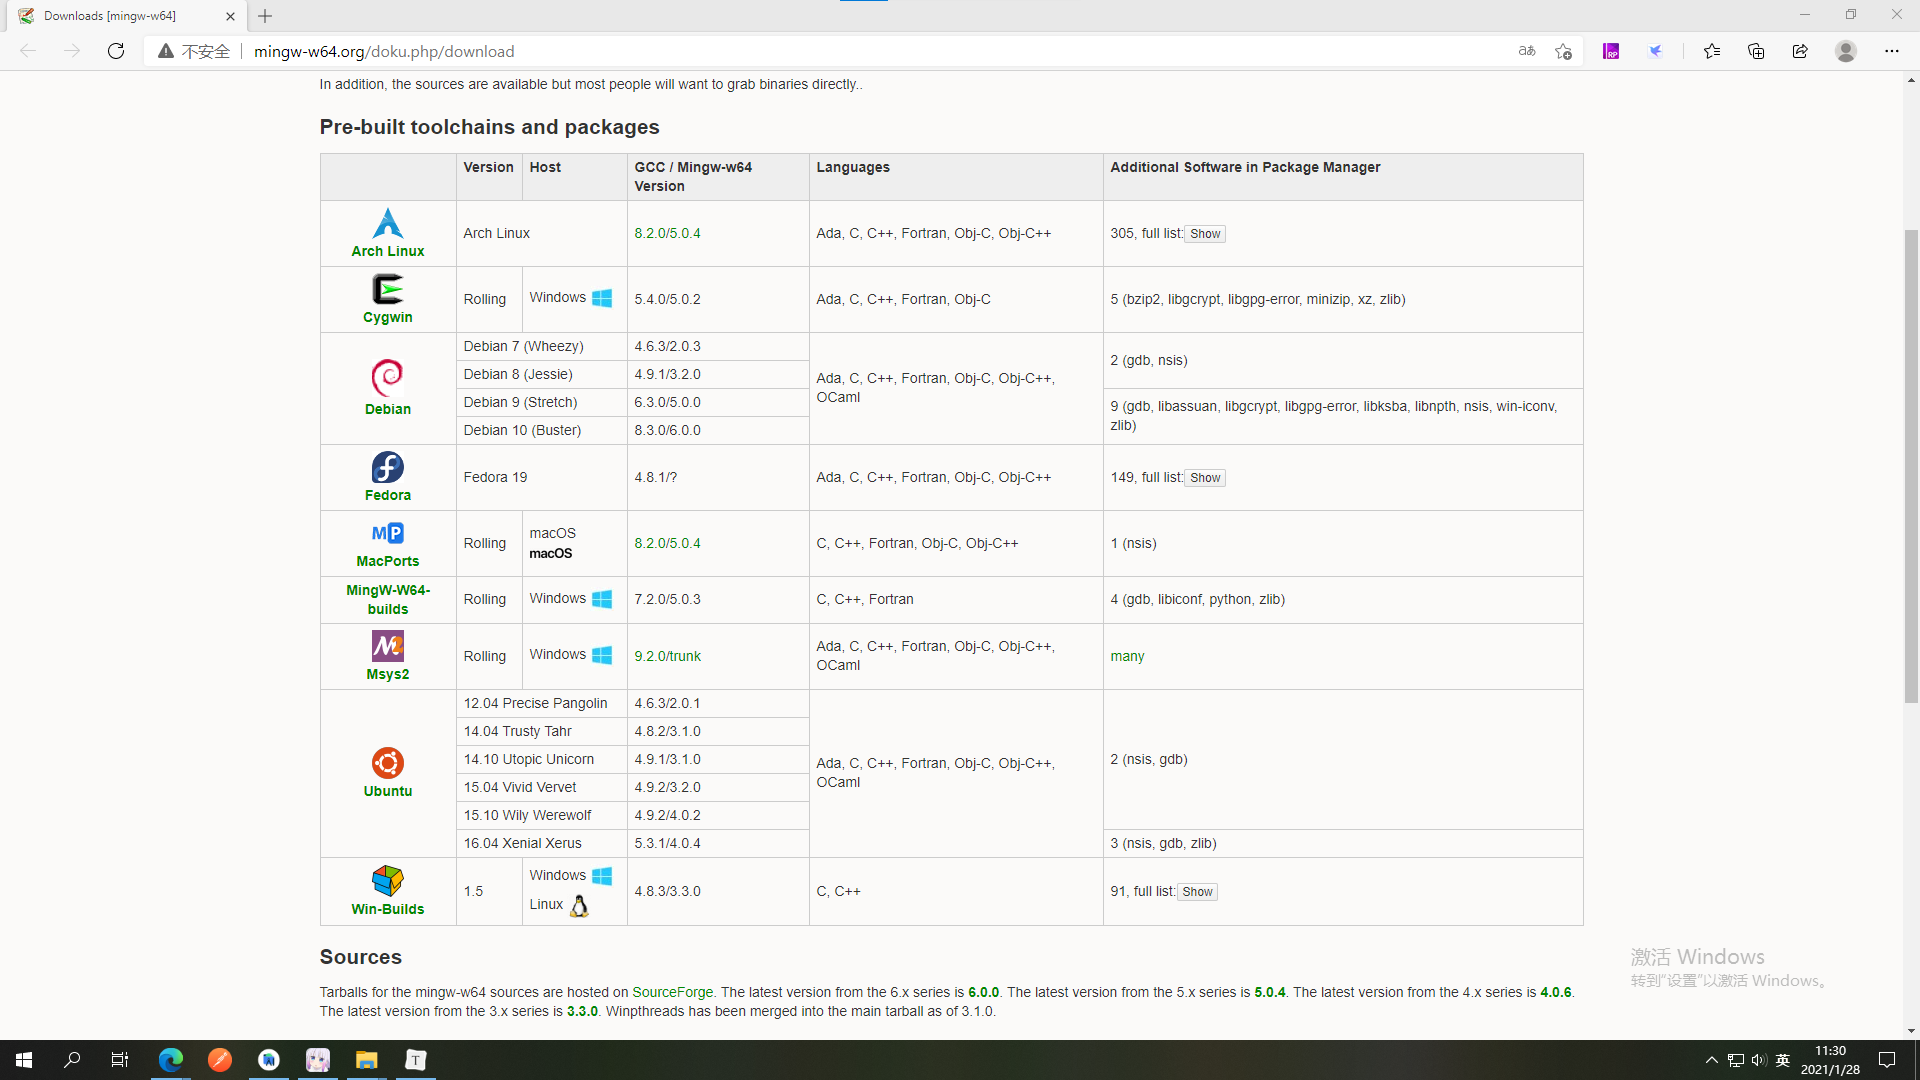 Downloads [mingw-w64]
不安全
mingw-w64.org/doku.php/download
aあ
RP
In addition, the sources are available but most people will want to grab binaries directly..
Pre-built toolchains and packages
Version Host GCC / Mingw-w64 Version Languages Additional Software in Package Manager
Arch Linux Arch Linux 8.2.0/5.0.4 Ada, C, C++, Fortran, Obj-C, Obj-C++ 305, full list: Show
Cygwin Rolling Windows 5.4.0/5.0.2 Ada, C, C++, Fortran, Obj-C 5 (bzip2, libgcrypt, libgpg-error, minizip, xz, zlib)
Debian
Debian 7 (Wheezy) 4.6.3/2.0.3
Debian 8 (Jessie) 4.9.1/3.2.0
Debian 9 (Stretch) 6.3.0/5.0.0
Debian 10 (Buster) 8.3.0/6.0.0
Ada, C, C++, Fortran, Obj-C, Obj-C++,
OCaml
2 (gdb, nsis)
9 (gdb, libassuan, libgcrypt, libgpg-error, libksba, libnpth, nsis, win-iconv,
zlib)
Fedora Fedora 19 4.8.1/? Ada, C, C++, Fortran, Obj-C, Obj-C++ 149, full list: Show
MP
MacPorts Rolling macOS macOS 8.2.0/5.0.4 C, C++, Fortran, Obj-C, Obj-C++ 1 (nsis)
MingW-W64-
builds Rolling Windows 7.2.0/5.0.3 C, C++, Fortran 4 (gdb, libiconf, python, zlib)
M2
Msys2 Rolling Windows 9.2.0/trunk Ada, C, C++, Fortran, Obj-C, Obj-C++,
OCaml many
Ubuntu
12.04 Precise Pangolin 4.6.3/2.0.1
14.04 Trusty Tahr 4.8.2/3.1.0
14.10 Utopic Unicorn 4.9.1/3.1.0
15.04 Vivid Vervet 4.9.2/3.2.0
15.10 Wily Werewolf 4.9.2/4.0.2
16.04 Xenial Xerus 5.3.1/4.0.4
Ada, C, C++, Fortran, Obj-C, Obj-C++,
OCaml
2 (nsis, gdb)
3 (nsis, gdb, zlib)
Win-Builds 1.5 Windows Linux 4.8.3/3.3.0 C, C++ 91, full list: Show
Sources
Tarballs for the mingw-w64 sources are hosted on SourceForge. The latest version from the 6.x series is 6.0.0. The latest version from the 5.x series is 5.0.4. The latest version from the 4.x series is 4.0.6.
The latest version from the 3.x series is 3.3.0. Winpthreads has been merged into the main tarball as of 3.1.0.
激活 Windows
转到“设置”以激活 Windows。
T
英
11:30
2021/1/28